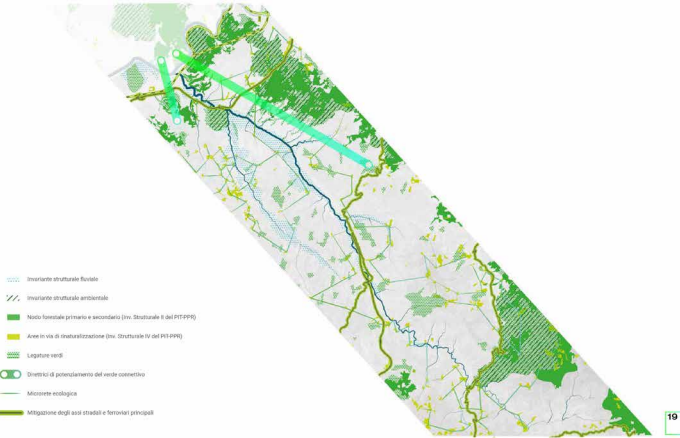 Invariante strutturale fluviale
Invariante strutturale ambientale
Nodo forestale primario e secondario (Inv. Strutturale II del PIT-PPR)
Aree in via di rinaturalizzazione (Inv. Strutturale IV del PIT-PPR)
Legature verdi
Direttrici di potenziamento del verde connettivo
Microrete ecologica
Mitigazione degli assi stradali e ferroviari principali
19